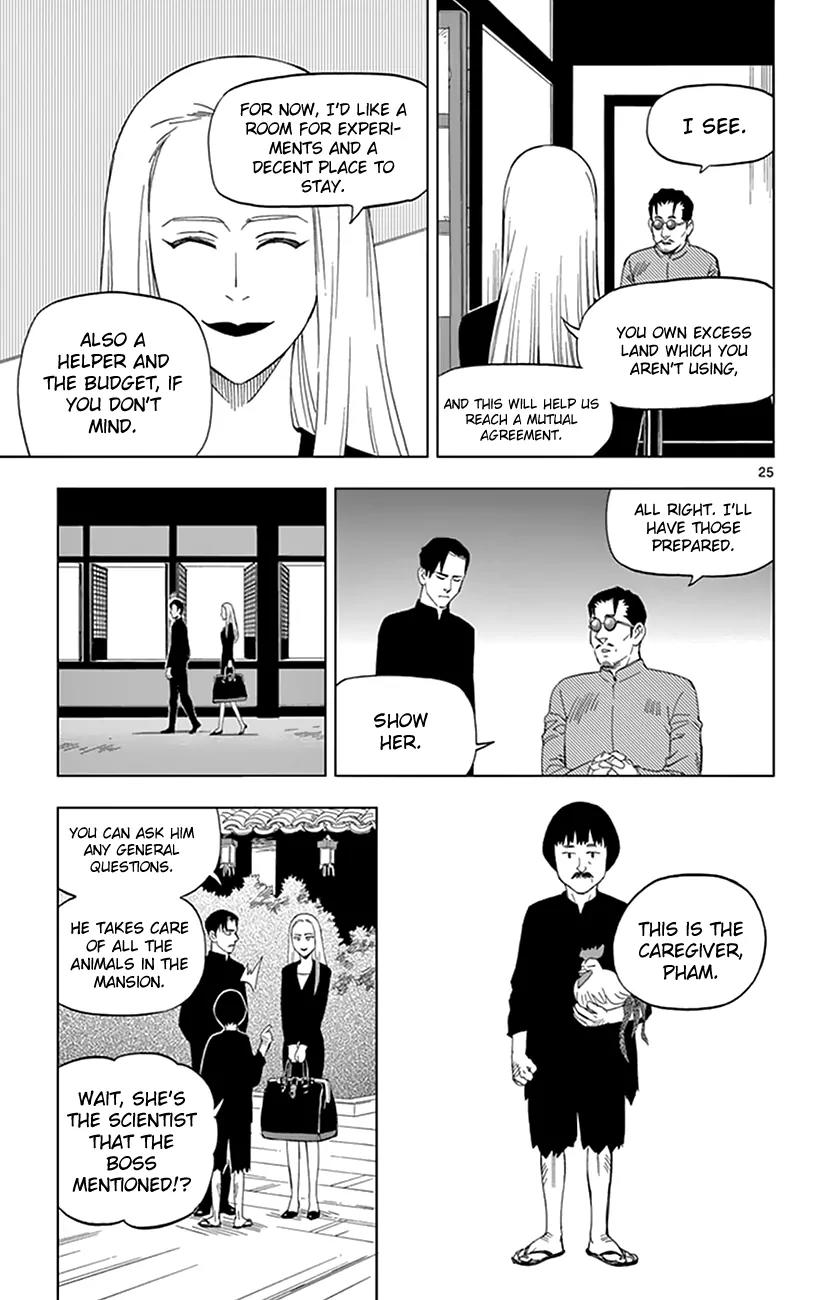 I SEE.
YOU OWN EXCESS
LAND WHICH YOU
AREN'T USING,
AND THIS WILL HELP US
REACH A MUTUAL
AGREEMENT.
FOR NOW, I'D LIKE A
ROOM FOR EXPERI-
MENTS AND A
DECENT PLACE TO
STAY.
ALSO A
HELPER AND
THE BUDGET, IF
YOU DON'T
MIND.
25
ALL RIGHT. I'LL
HAVE THOSE
PREPARED.
SHOW
HER.
THIS IS THE
CAREGIVER,
PHAM.
YOU CAN ASK HIM
ANY GENERAL
QUESTIONS.
HE TAKES CARE
OF ALL THE
ANIMALS IN THE
MANSION.
WAIT, SHE'S
THE SCIENTIST
THAT THE
BOSS
MENTIONED!?